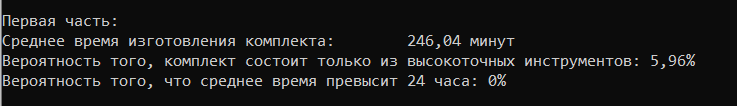 Первая часть:
Среднее время изготовления комплекта: 246,04 минут
Вероятность того, комплект состоит только из высокоточных инструментов: 5,96%
Вероятность того, что среднее время превысит 24 часа: 0%